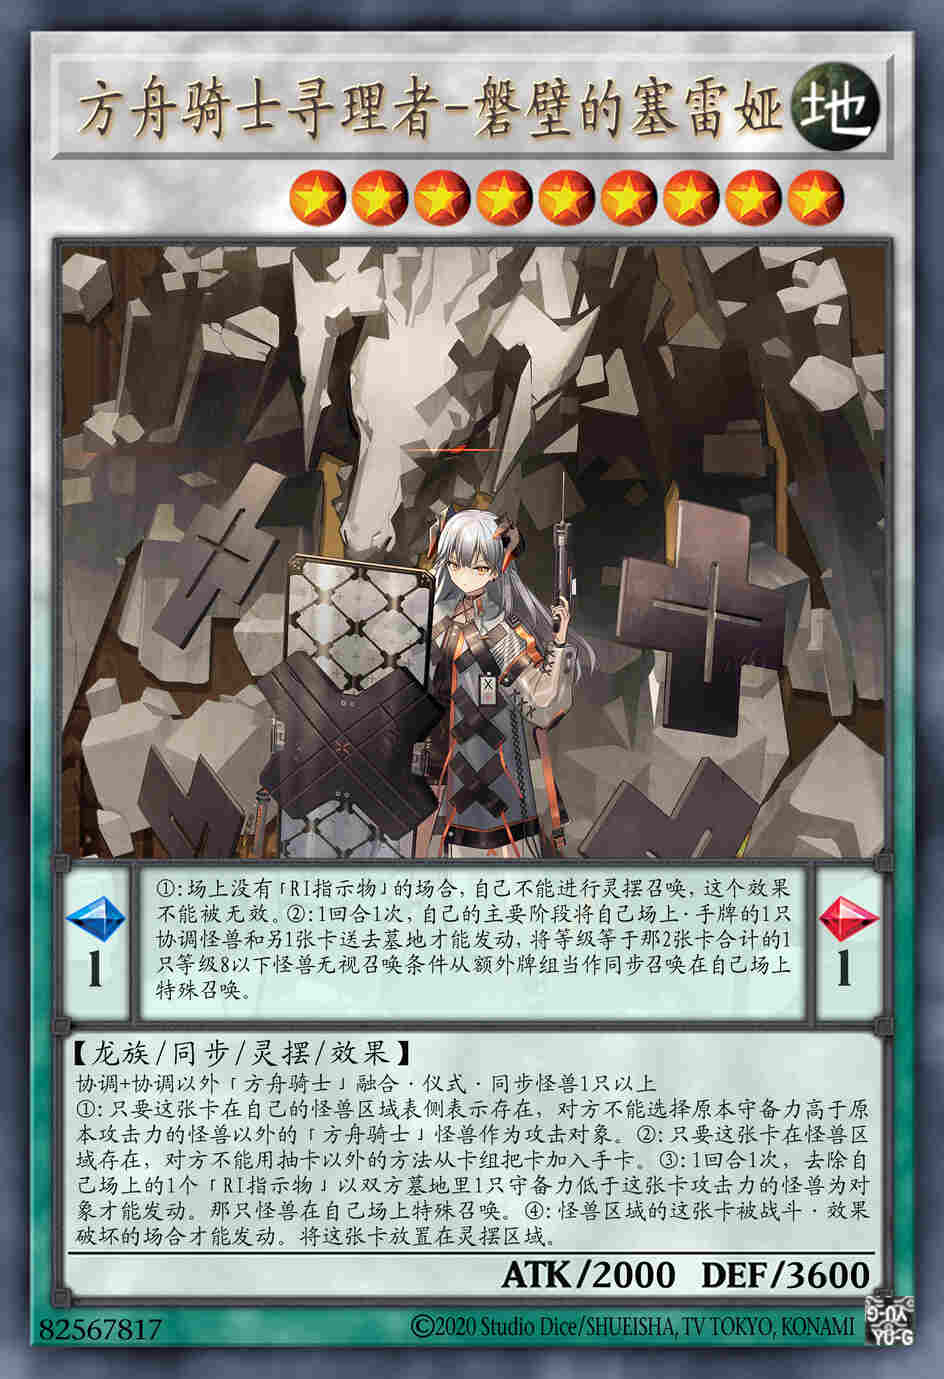 方舟骑士寻理者-磐壁的塞雷娅 地
①:场上没有「RI指示物」的场合,自己不能进行灵摆召唤,这个效果
不能被无效。②:1回合1次,自己的主要阶段将自己场上·手牌的1只
协调怪兽和另1张卡送去墓地才能发动,将等级等于那2张卡合计的1
只等级8以下怪兽无视召唤条件从额外牌组当作同步召唤在自己场上
特殊召唤。
1
1
【龙族/同步/灵摆/效果】
协调+协调以外「方舟骑士」融合·仪式·同步怪兽1只以上
①:只要这张卡在自己的怪兽区域表侧表示存在,对方不能选择原本守备力高于原
本攻击力的怪兽以外的「方舟骑士」怪兽作为攻击对象。②:只要这张卡在怪兽区
域存在,对方不能用抽卡以外的方法从卡组把卡加入手卡。③:1回合1次,去除自
己场上的1个「RI指示物」以双方墓地里1只守备力低于这张卡攻击力的怪兽为对
象才能发动。那只怪兽在自己场上特殊召唤。④:怪兽区域的这张卡被战斗·效果
破坏的场合才能发动。将这张卡放置在灵摆区域。
ATK/2000 DEF/3600
82567817 ©2020 Studio Dice/SHUEISHA, TV TOKYO, KONAMI